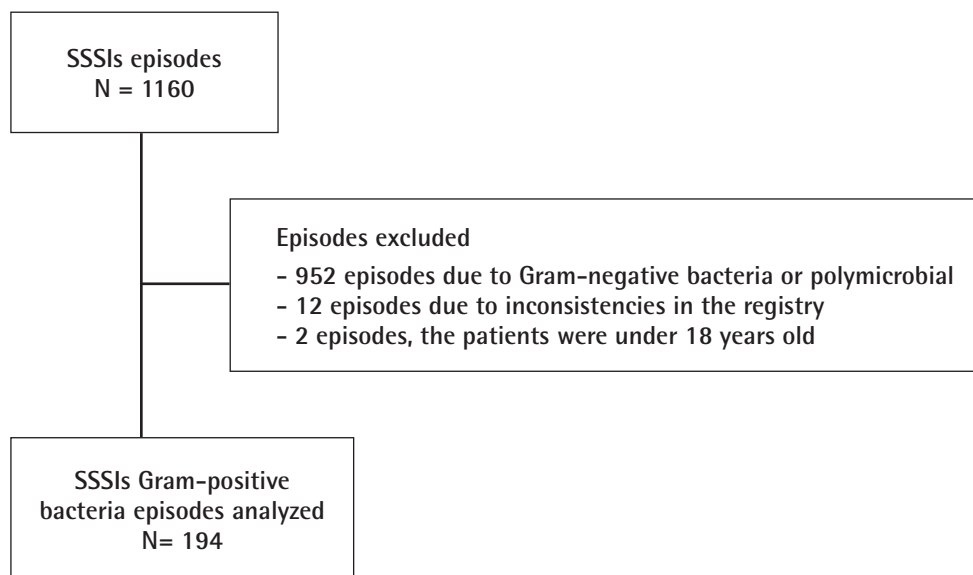 SSSIs episodes
N = 1160
Episodes excluded
- 952 episodes due to Gram-negative bacteria or polymicrobial
- 12 episodes due to inconsistencies in the registry
- 2 episodes, the patients were under 18 years old
SSSIs Gram-positive
bacteria episodes analyzed
N= 194